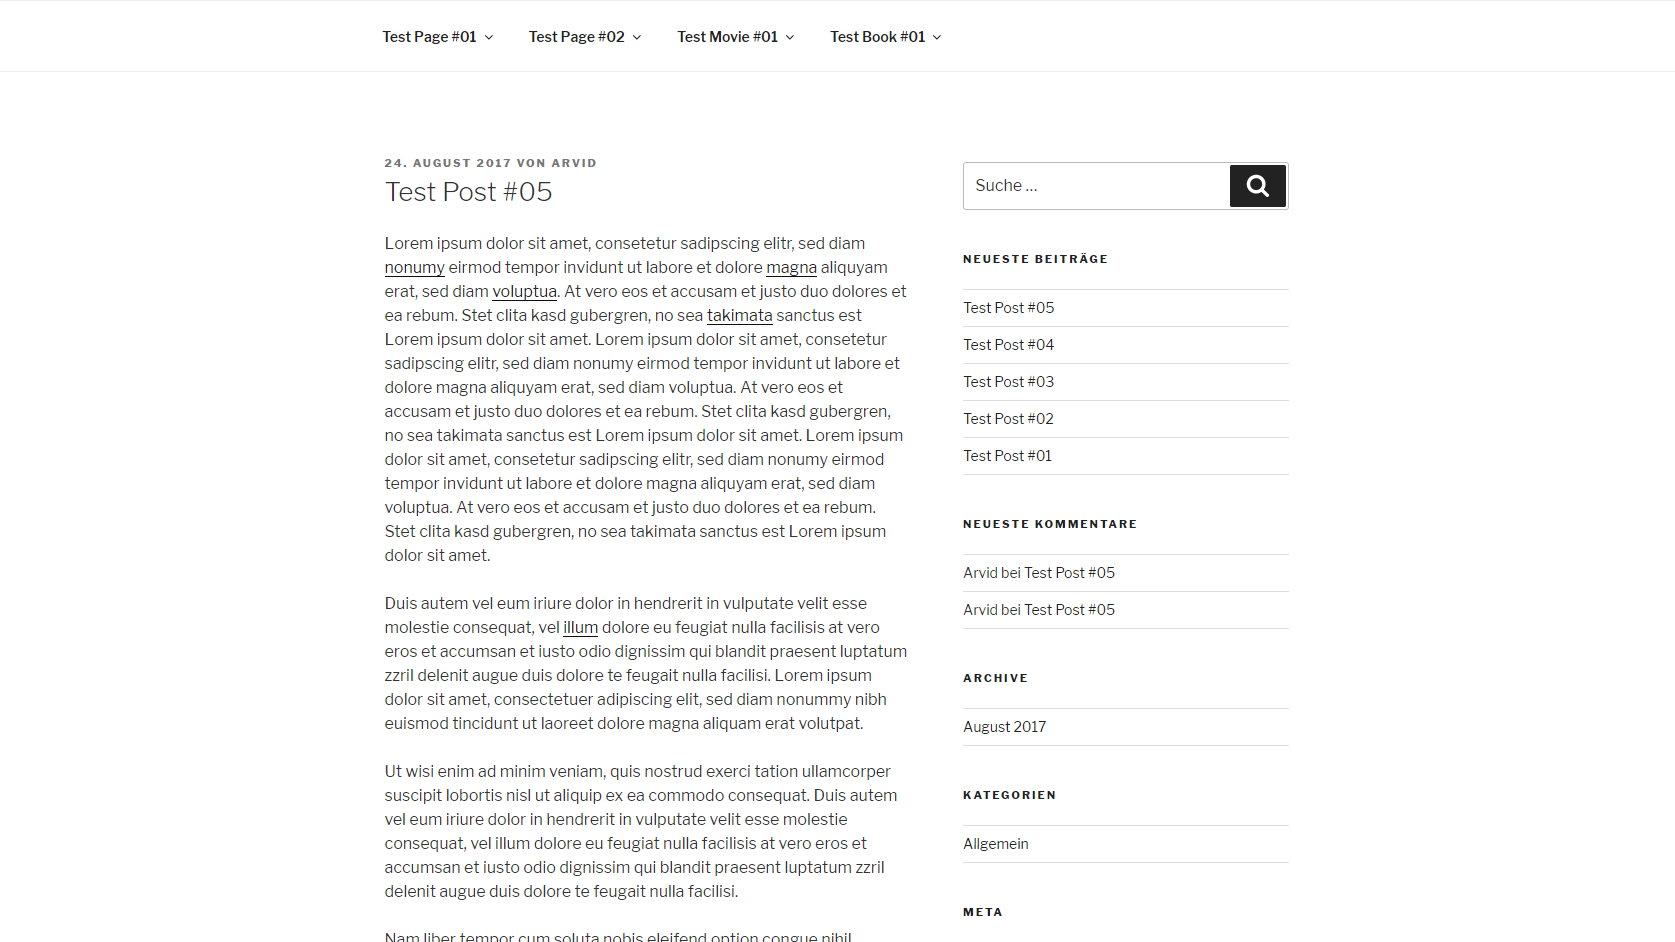 Test Page #01
Test Page #02
Test Movie #01
Test Book #01
24. AUGUST 2017 VON ARVID
Test Post #05
Lorem ipsum dolor sit amet, consetetur sadipscing elitr, sed diam
nonumy eirmod tempor invidunt ut labore et dolore magna aliquyam
erat, sed diam voluptua. At vero eos et accusam et justo duo dolores et
ea rebum. Stet clita kasd gubergren, no sea takimata sanctus est
Lorem ipsum dolor sit amet. Lorem ipsum dolor sit amet, consetetur
sadipscing elitr, sed diam nonumy eirmod tempor invidunt ut labore et
dolore magna aliquyam erat, sed diam voluptua. At vero eos et
accusam et justo duo dolores et ea rebum. Stet clita kasd gubergren,
no sea takimata sanctus est Lorem ipsum dolor sit amet. Lorem ipsum
dolor sit amet, consetetur sadipscing elitr, sed diam nonumy eirmod
tempor invidunt ut labore et dolore magna aliquyam erat, sed diam
voluptua. At vero eos et accusam et justo duo dolores et ea rebum.
Stet clita kasd gubergren, no sea takimata sanctus est Lorem ipsum
dolor sit amet.
Duis autem vel eum iriure dolor in hendrerit in vulputate velit esse
molestie consequat, vel illum dolore eu feugiat nulla facilisis at vero
eros et accumsan et iusto odio dignissim qui blandit praesent luptatum
zzril delenit augue duis dolore te feugait nulla facilisi. Lorem ipsum
dolor sit amet, consectetuer adipiscing elit, sed diam nonummy nibh
euismod tincidunt ut laoreet dolore magna aliquam erat volutpat.
Ut wisi enim ad minim veniam, quis nostrud exerci tation ullamcorper
suscipit lobortis nisl ut aliquip ex ea commodo consequat. Duis autem
vel eum iriure dolor in hendrerit in vulputate velit esse molestie
consequat, vel illum dolore eu feugiat nulla facilisis at vero eros et
accumsan et iusto odio dignissim qui blandit praesent luptatum zzril
delenit augue duis dolore te feugait nulla facilisi.
Nam liber tempor cum soluta nobis eleifend option congue nihil
Suche …
NEUESTE BEITRÄGE
Test Post #05
Test Post #04
Test Post #03
Test Post #02
Test Post #01
NEUESTE KOMMENTARE
Arvid bei Test Post #05
Arvid bei Test Post #05
ARCHIVE
August 2017
KATEGORIEN
Allgemein
META